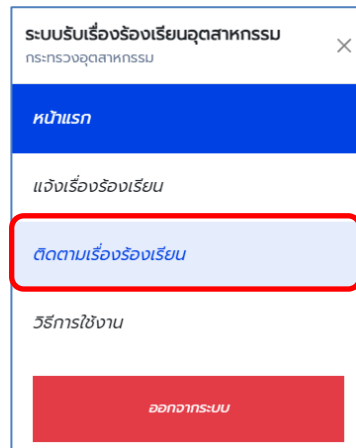 ระบบรับเรื่องร้องเรียนอุตสาหกรรม
กระทรวงอุตสาหกรรม
หน้าแรก
แจ้งเรื่องร้องเรียน
ติดตามเรื่องร้องเรียน
วิธีการใช้งาน
ออกจากระบบ